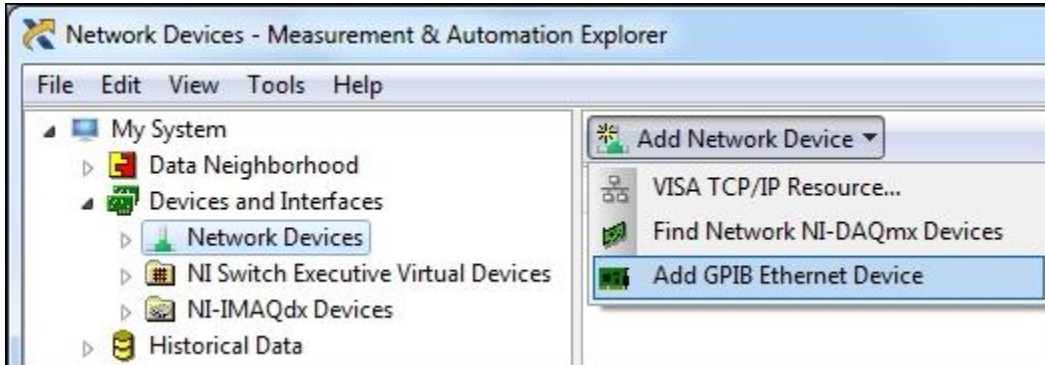 Network Devices - Measurement & Automation Explorer
File Edit View Tools Help
My System
Data Neighborhood
Devices and Interfaces
Network Devices
NI Switch Executive Virtual Devices
NI-IMAQdx Devices
Historical Data
Add Network Device
VISA TCP/IP Resource...
Find Network NI-DAQmx Devices
Add GPIB Ethernet Device